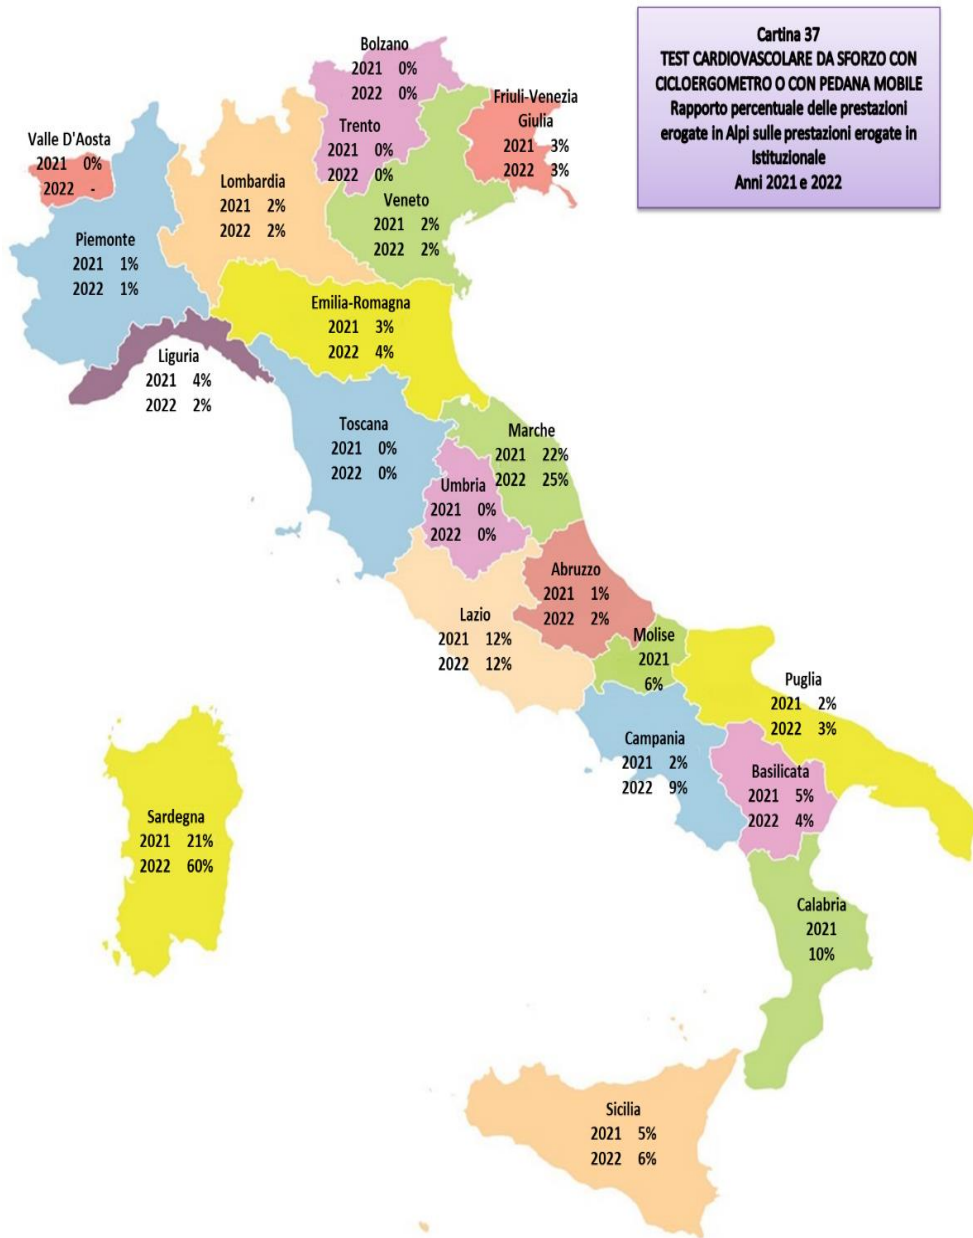 Cartina 37
TEST CARDIOVASCOLARE DA SFORZO CON
CICLOERGOMETRO O CON PEDANA MOBILE
Rapporto percentuale delle prestazioni
erogate in Alpi sulle prestazioni erogate in
Istituzionale
Anni 2021 e 2022
Bolzano
2021 0%
2022 0%
Trento
2021 0%
2022 0%
Friuli-Venezia
Giulia
2021 3%
2022 3%
Valle D'Aosta
2021 0%
2022 -
Lombardia
2021 2%
2022 2%
Veneto
2021 2%
2022 2%
Piemonte
2021 1%
2022 1%
Emilia-Romagna
2021 3%
2022 4%
Liguria
2021 4%
2022 2%
Toscana
2021 0%
2022 0%
Marche
2021 22%
2022 25%
Umbria
2021 0%
2022 0%
Abruzzo
2021 1%
2022 2%
Lazio
2021 12%
2022 12%
Molise
2021
6%
Puglia
2021 2%
2022 3%
Campania
2021 2%
2022 9%
Basilicata
2021 5%
2022 4%
Sardegna
2021 21%
2022 60%
Calabria
2021
10%
Sicilia
2021 5%
2022 6%